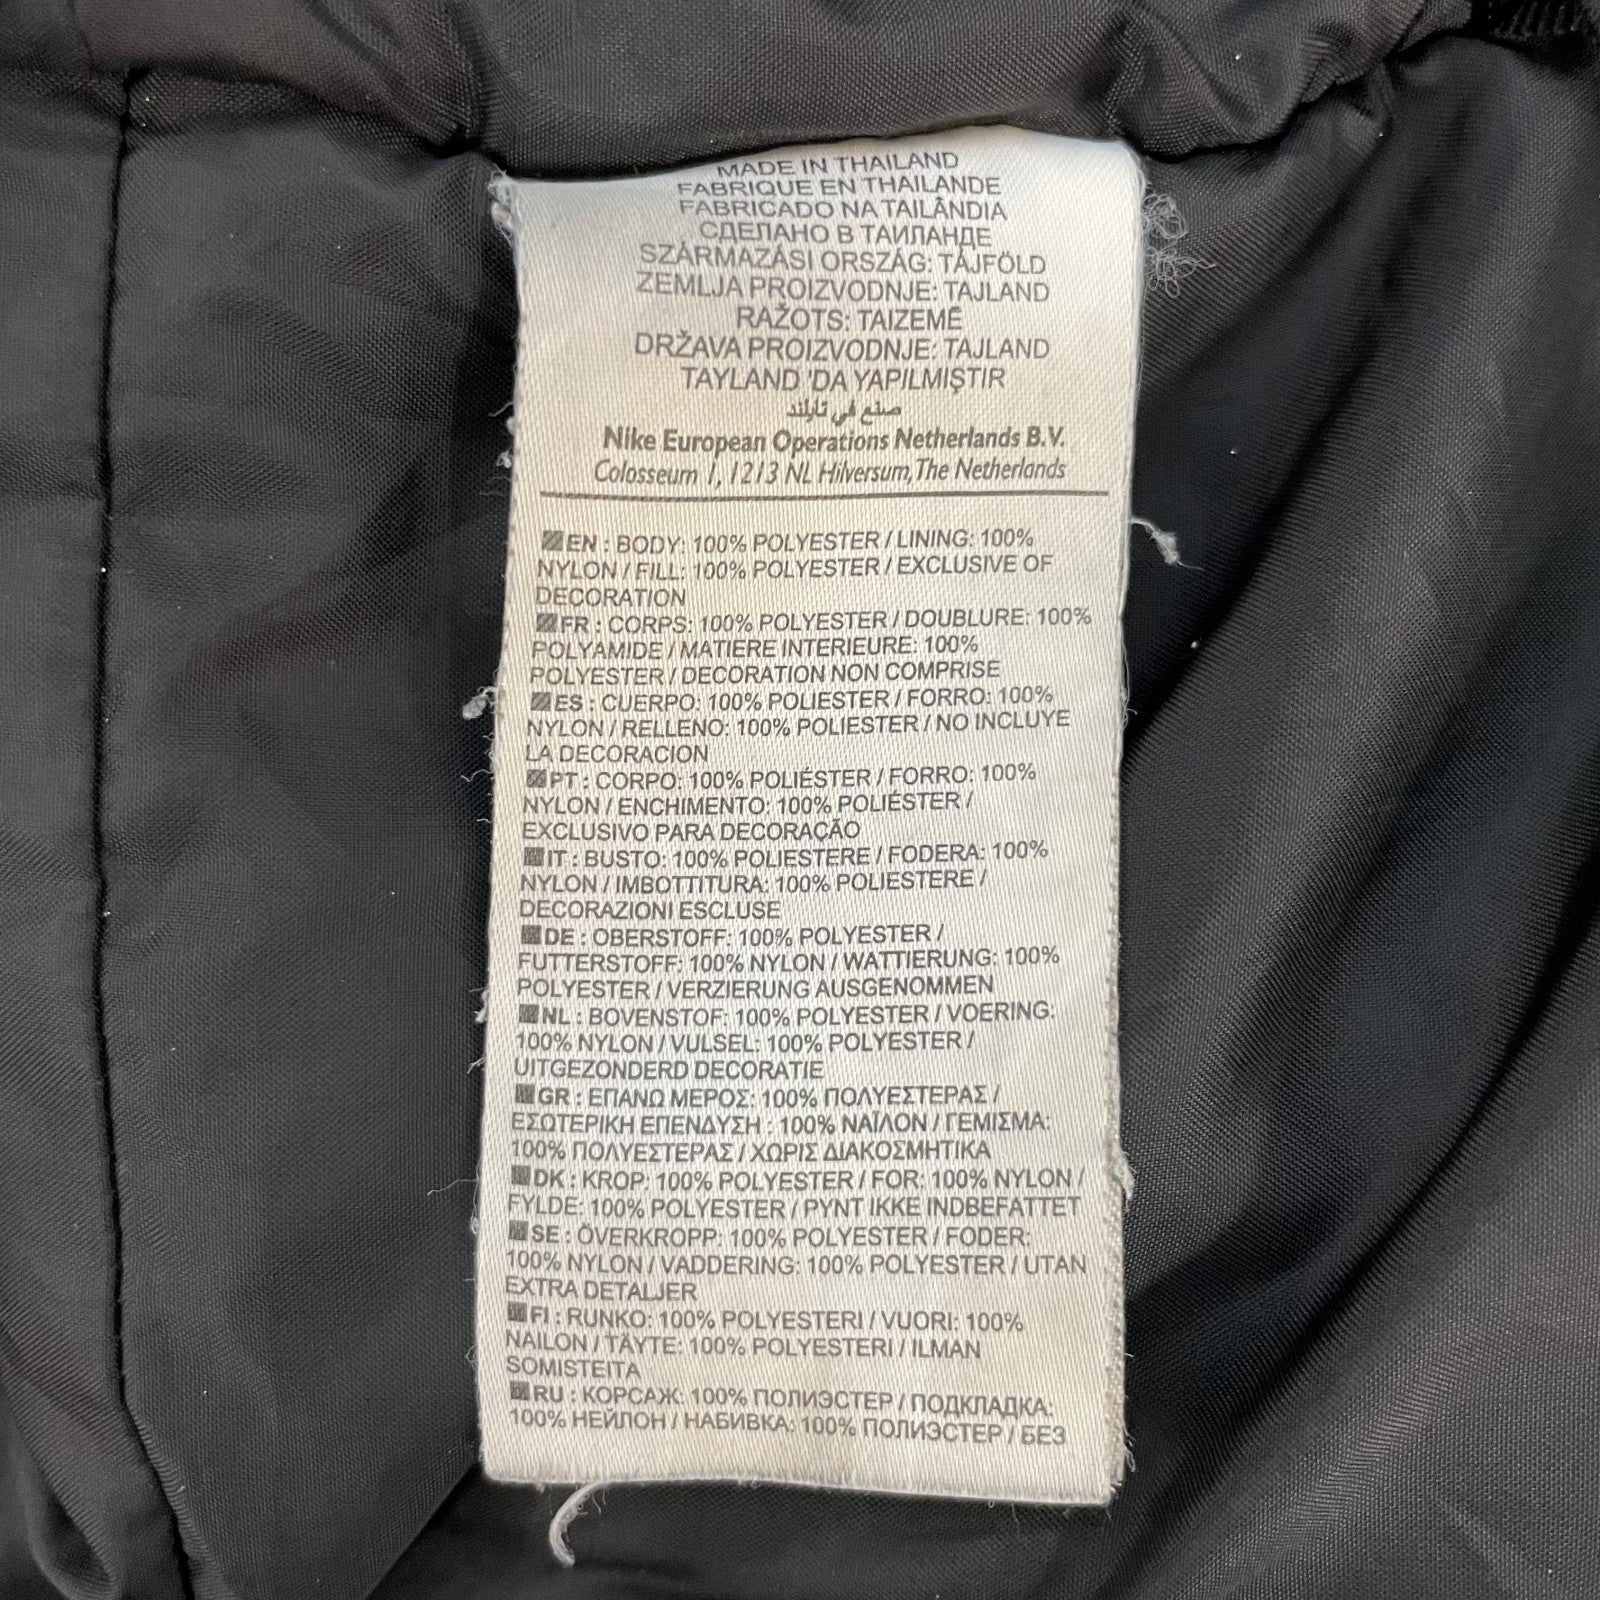 MADE IN THAILAND
FABRIQUE EN THAILANDE
FABRICADO NA TAILÂNDIA
СДЕЛАНО В ТАИЛАНДЕ
SZÁRMAZÁSI ORSZÁG: TÁJFÖLD
ZEMLJA PROIZVODNJE: TAJLAND
RAŽOTS: TAIZEMĒ
DRŽAVA PROIZVODNJE: TAJLAND
TAYLAND 'DA YAPILMIŞTIR
صنع في تايلند
Nike European Operations Netherlands B.V.
Colosseum 1, 1213 NL Hilversum, The Netherlands
EN : BODY: 100% POLYESTER / LINING: 100%
NYLON / FILL: 100% POLYESTER / EXCLUSIVE OF
DECORATION
FR : CORPS: 100% POLYESTER / DOUBLURE: 100%
POLYAMIDE / MATIERE INTERIEURE: 100%
POLYESTER / DECORATION NON COMPRISE
ES : CUERPO: 100% POLIESTER / FORRO: 100%
NYLON / RELLENO: 100% POLIESTER / NO INCLUYE
LA DECORACION
PT : CORPO: 100% POLIÉSTER / FORRO: 100%
NYLON / ENCHIMENTO: 100% POLIÉSTER /
EXCLUSIVO PARA DECORAÇÃO
IT : BUSTO: 100% POLIESTERE / FODERA: 100%
NYLON / IMBOTTITURA: 100% POLIESTERE /
DECORAZIONI ESCLUSE
DE : OBERSTOFF: 100% POLYESTER /
FUTTERSTOFF: 100% NYLON / WATTIERUNG: 100%
POLYESTER / VERZIERUNG AUSGENOMMEN
NL : BOVENSTOF: 100% POLYESTER / VOERING:
100% NYLON / VULSEL: 100% POLYESTER /
UITGEZONDERD DECORATIE
GR : ΕΠΑΝΩ ΜΕΡΟΣ: 100% ΠΟΛΥΕΣΤΕΡΑΣ /
ΕΣΩΤΕΡΙΚΗ ΕΠΕΝΔΥΣΗ : 100% ΝΑΪΛΟΝ / ΓΕΜΙΣΜΑ:
100% ΠΟΛΥΕΣΤΕΡΑΣ / ΧΩΡΙΣ ΔΙΑΚΟΣΜΗΤΙΚΑ
DK : KROP: 100% POLYESTER / FOR: 100% NYLON /
FYLDE: 100% POLYESTER / PYNT IKKE INDBEFATTET
SE : ÖVERKROPP: 100% POLYESTER / FODER:
100% NYLON / VADDERING: 100% POLYESTER / UTAN
EXTRA DETALJER
FI : RUNKO: 100% POLYESTERI / VUORI: 100%
NAILON / TÄYTE: 100% POLYESTERI / ILMAN
SOMISTEITA
RU : КОРСАЖ: 100% ПОЛИЭСТЕР / ПОДКЛАДКА:
100% НЕЙЛОН / НАБИВКА: 100% ПОЛИЭСТЕР / БЕЗ